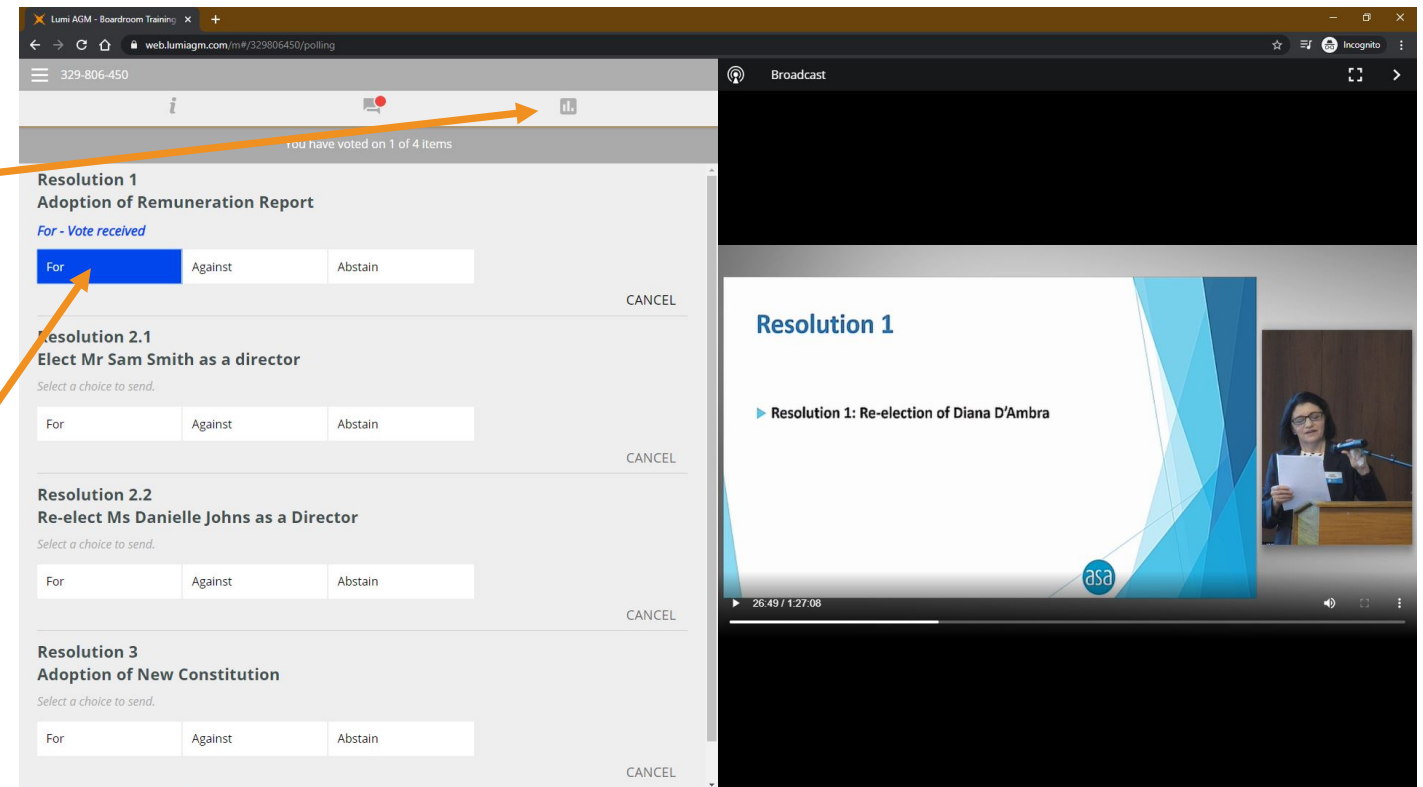 Lumi AGM - Boardroom Training
web.lumiagm.com/m#/329806450/polling
Incognito
329-806-450
Broadcast
i
You have voted on 1 of 4 items
Resolution 1
Adoption of Remuneration Report
For - Vote received
For Against Abstain
CANCEL
Resolution 2.1
Elect Mr Sam Smith as a director
Select a choice to send.
For Against Abstain
CANCEL
Resolution 2.2
Re-elect Ms Danielle Johns as a Director
Select a choice to send.
For Against Abstain
CANCEL
Resolution 3
Adoption of New Constitution
Select a choice to send.
For Against Abstain
CANCEL
Resolution 1
Resolution 1: Re-election of Diana D'Ambra
asa
26:49 / 1:27:08